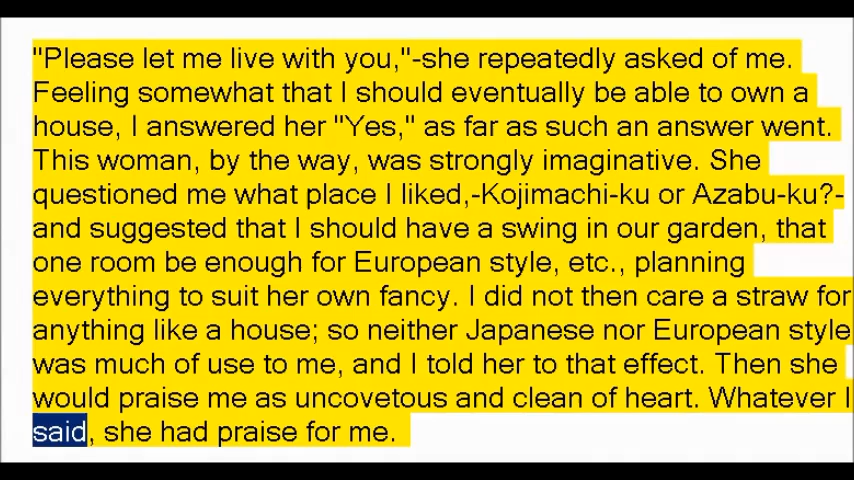 "Please let me live with you,"-she repeatedly asked of me.
Feeling somewhat that I should eventually be able to own a
house, I answered her "Yes," as far as such an answer went.
This woman, by the way, was strongly imaginative. She
questioned me what place I liked,-Kojimachi-ku or Azabu-ku?-
and suggested that I should have a swing in our garden, that
one room be enough for European style, etc., planning
everything to suit her own fancy. I did not then care a straw for
anything like a house; so neither Japanese nor European style
was much of use to me, and I told her to that effect. Then she
would praise me as uncovetous and clean of heart. Whatever I
said, she had praise for me.